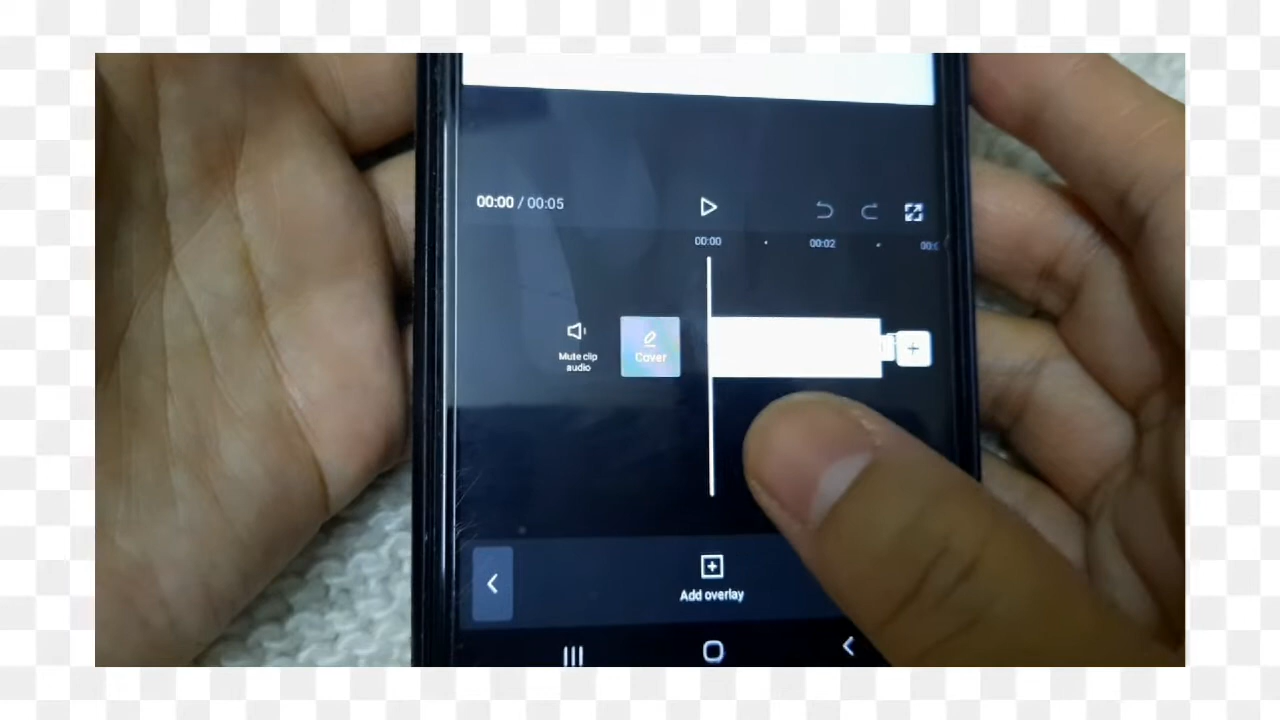 00:00 / 00:05
00:00
00:02
Mute clip
audio
Cover
Add overlay